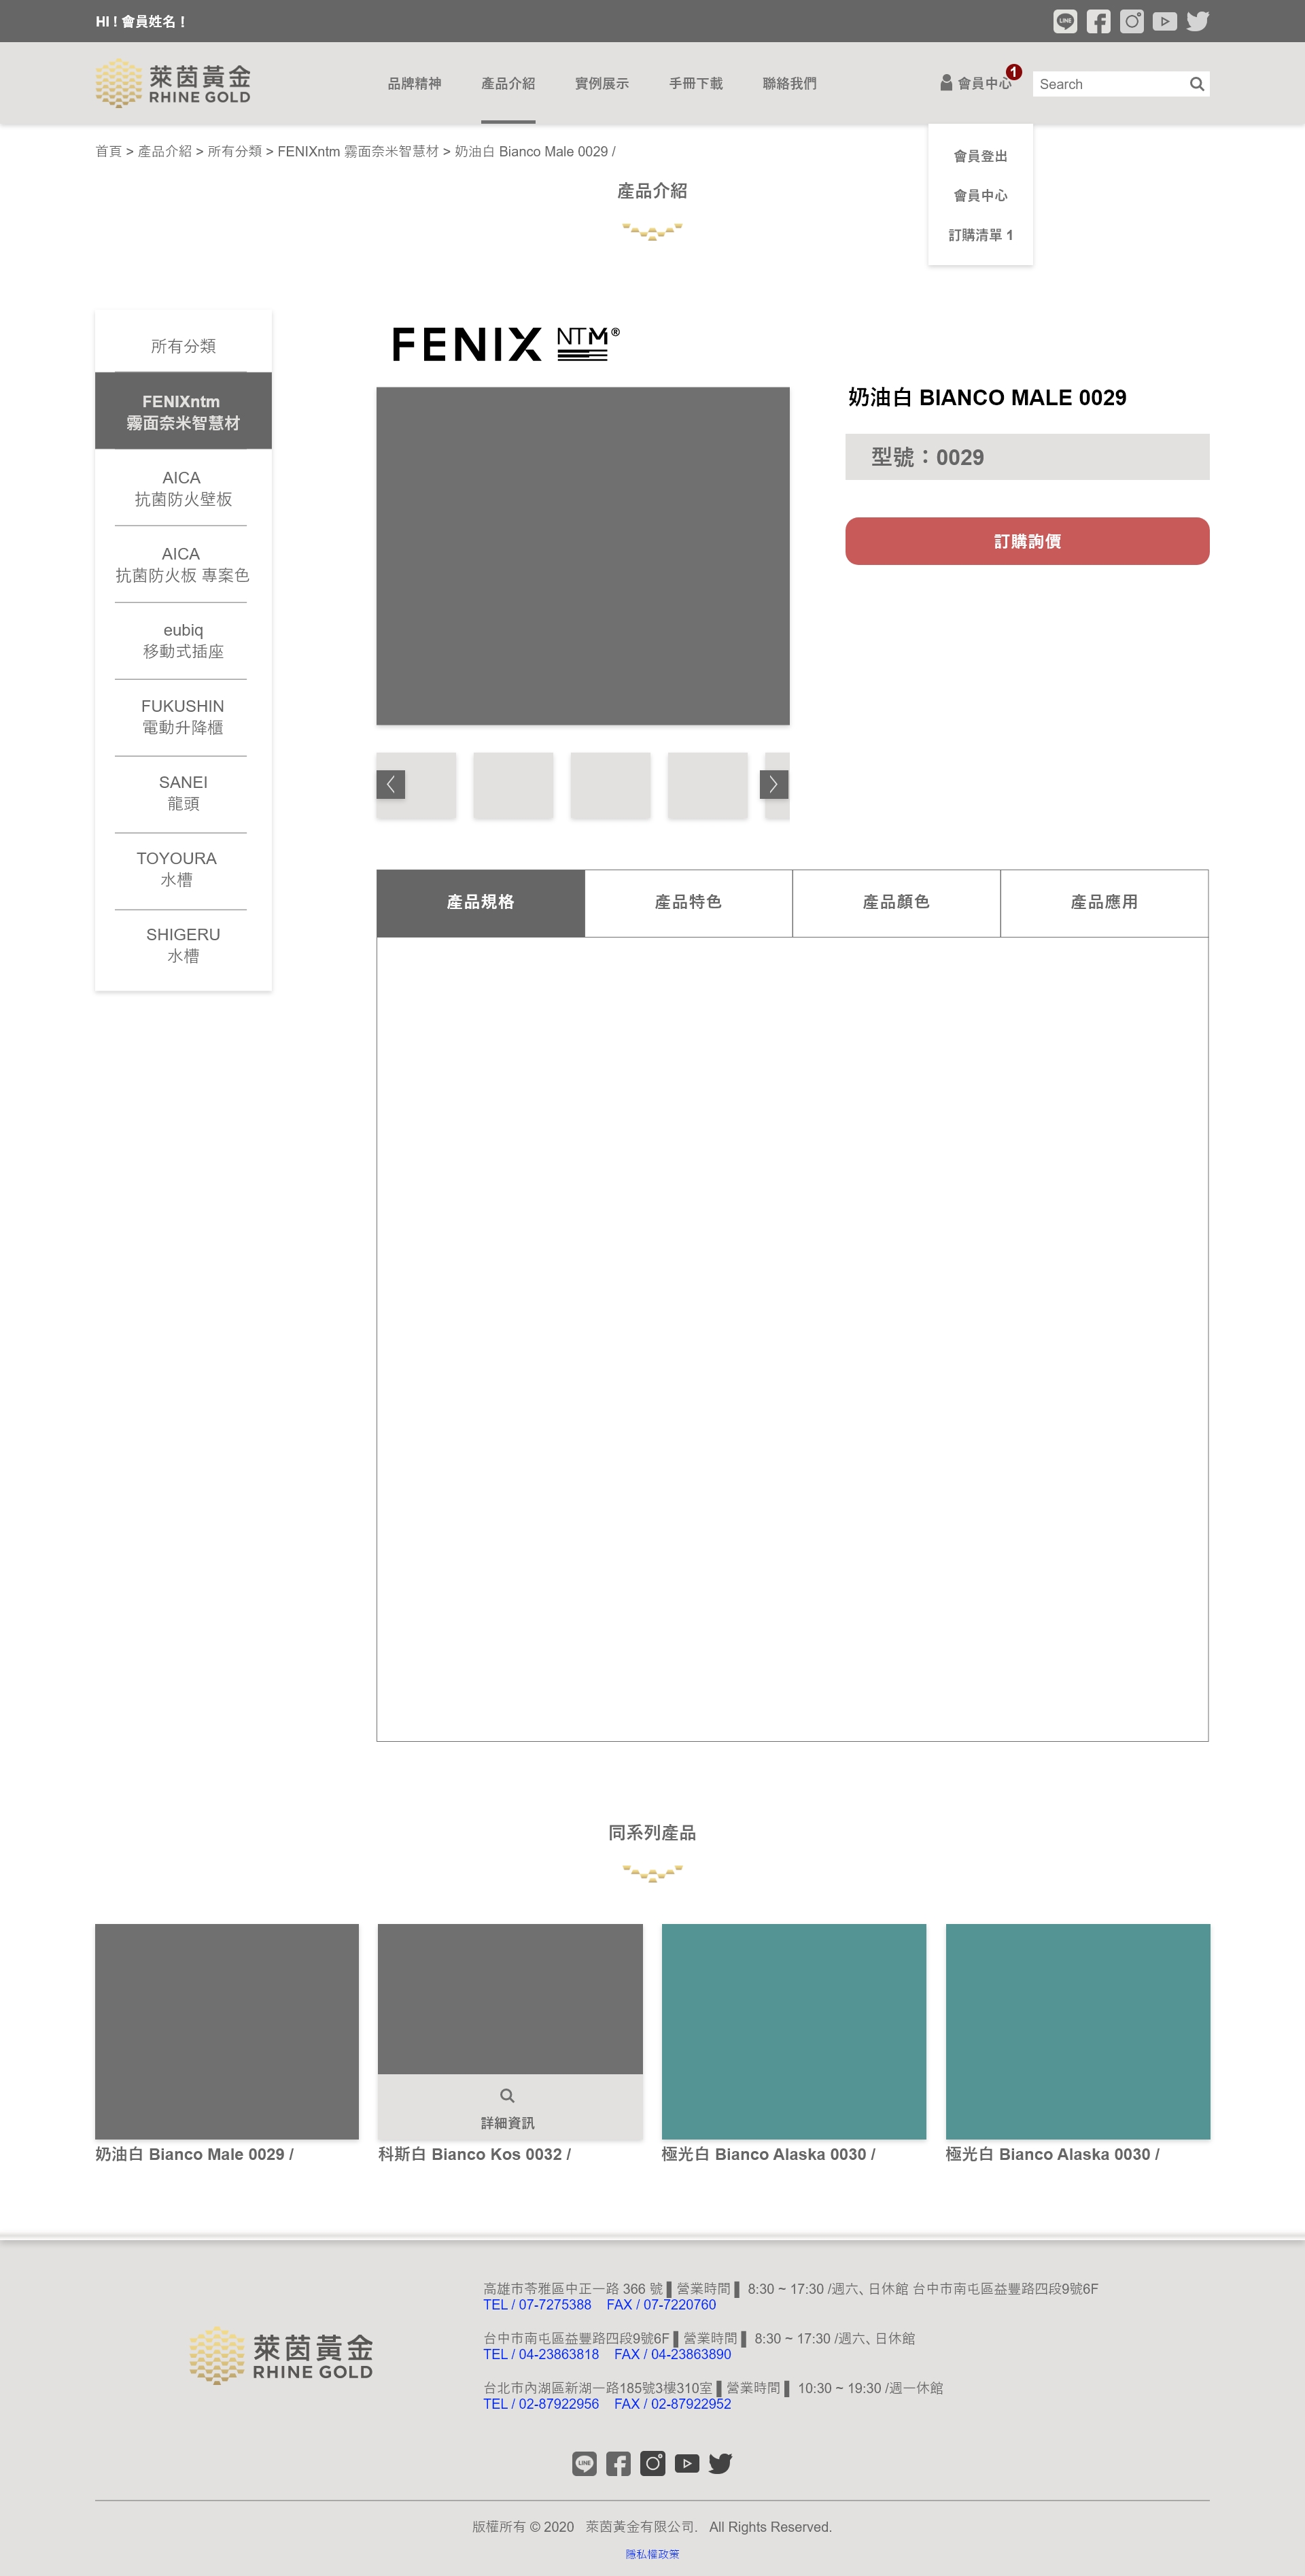 HI ! 會員姓名 !
LINE
萊茵黃金
RHINE GOLD
品牌精神
產品介紹
實例展示
手冊下載
聯絡我們
會員中心
1
Search
首頁 > 產品介紹 > 所有分類 > FENIXntm 霧面奈米智慧材 > 奶油白 Bianco Male 0029 /
產品介紹
會員登出
會員中心
訂購清單 1
所有分類
FENIXntm
霧面奈米智慧材
AICA
抗菌防火壁板
AICA
抗菌防火板 專案色
eubiq
移動式插座
FUKUSHIN
電動升降櫃
SANEI
龍頭
TOYOURA
水槽
SHIGERU
水槽
FENIX NTM®
奶油白 BIANCO MALE 0029
型號：0029
訂購詢價
產品規格
產品特色
產品顏色
產品應用
同系列產品
詳細資訊
奶油白 Bianco Male 0029 /
科斯白 Bianco Kos 0032 /
極光白 Bianco Alaska 0030 /
極光白 Bianco Alaska 0030 /
萊茵黃金
RHINE GOLD
高雄市苓雅區中正一路 366 號 ▌營業時間 ▌ 8:30 ~ 17:30 /週六、日休館 台中市南屯區益豐路四段9號6F
TEL / 07-7275388 FAX / 07-7220760
台中市南屯區益豐路四段9號6F ▌營業時間 ▌ 8:30 ~ 17:30 /週六、日休館
TEL / 04-23863818 FAX / 04-23863890
台北市內湖區新湖一路185號3樓310室 ▌營業時間 ▌ 10:30 ~ 19:30 /週一休館
TEL / 02-87922956 FAX / 02-87922952
LINE
版權所有 © 2020 萊茵黃金有限公司. All Rights Reserved.
隱私權政策